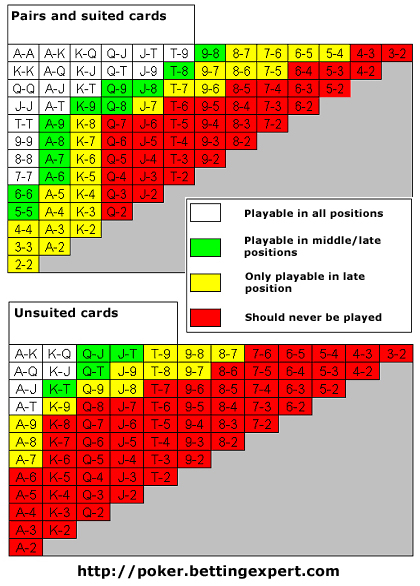 Pairs and suited cards
A-A A-K K-Q Q-J J-T T-9 9-8 8-7 7-6 6-5 5-4 4-3 3-2
K-K A-Q K-J Q-T J-9 T-8 9-7 8-6 7-5 6-4 5-3 4-2
Q-Q A-J K-T Q-9 J-8 T-7 9-6 8-5 7-4 6-3 5-2
J-J A-T K-9 Q-8 J-7 T-6 9-5 8-4 7-3 6-2
T-T A-9 K-8 Q-7 J-6 T-5 9-4 8-3 7-2
9-9 A-8 K-7 Q-6 J-5 T-4 9-3 8-2
8-8 A-7 K-6 Q-5 J-4 T-3 9-2
7-7 A-6 K-5 Q-4 J-3 T-2
6-6 A-5 K-4 Q-3 J-2
5-5 A-4 K-3 Q-2
4-4 A-3 K-2
3-3 A-2
2-2
Playable in all positions
Playable in middle/late
positions
Only playable in late
position
Should never be played
Unsuited cards
A-K K-Q Q-J J-T T-9 9-8 8-7 7-6 6-5 5-4 4-3 3-2
A-Q K-J Q-T J-9 T-8 9-7 8-6 7-5 6-4 5-3 4-2
A-J K-T Q-9 J-8 T-7 9-6 8-5 7-4 6-3 5-2
A-T K-9 Q-8 J-7 T-6 9-5 8-4 7-3 6-2
A-9 K-8 Q-7 J-6 T-5 9-4 8-3 7-2
A-8 K-7 Q-6 J-5 T-4 9-3 8-2
A-7 K-6 Q-5 J-4 T-3 9-2
A-6 K-5 Q-4 J-3 T-2
A-5 K-4 Q-3 J-2
A-4 K-3 Q-2
A-3 K-2
A-2
http://poker.bettingexpert.com